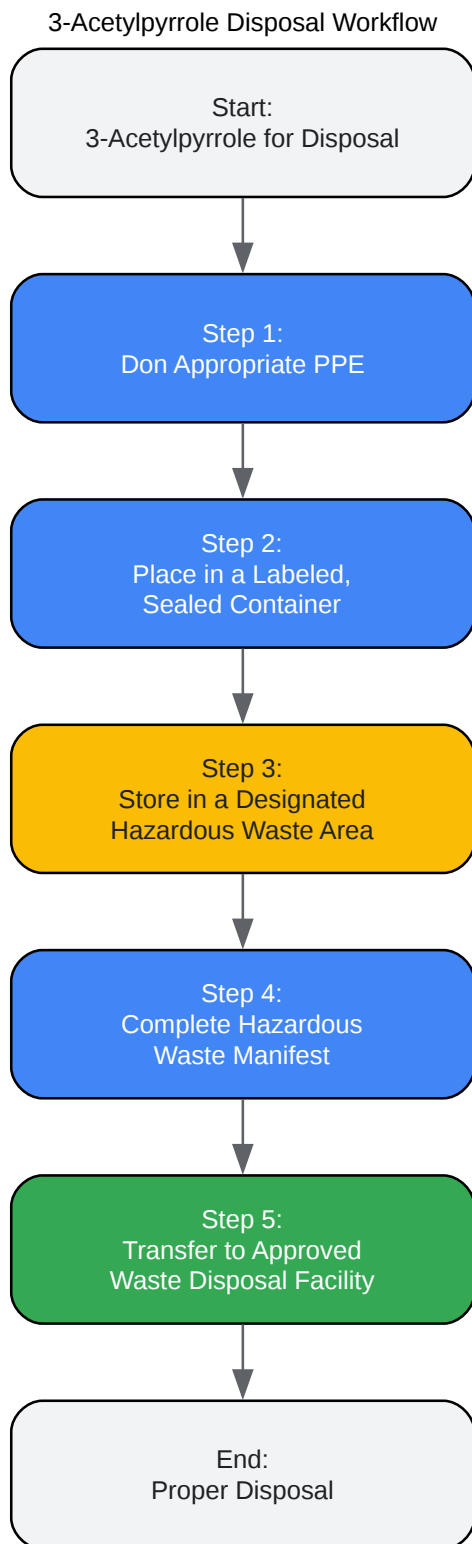 3-Acetylpyrrole Disposal Workflow
Start:
3-Acetylpyrrole for Disposal
Step 1:
Don Appropriate PPE
Step 2:
Place in a Labeled,
Sealed Container
Step 3:
Store in a Designated
Hazardous Waste Area
Step 4:
Complete Hazardous
Waste Manifest
Step 5:
Transfer to Approved
Waste Disposal Facility
End:
Proper Disposal